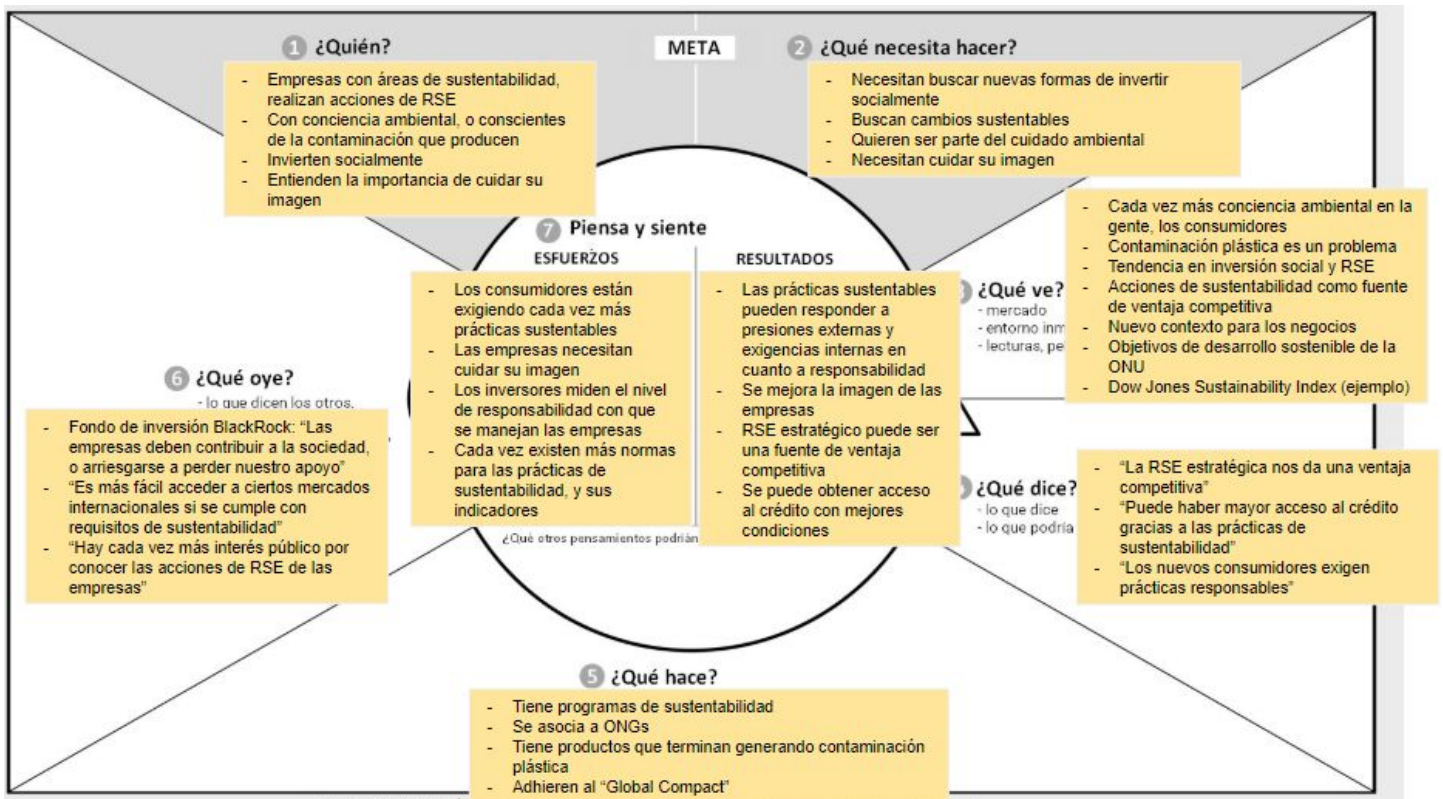 META
1 ¿Quién?
- Empresas con áreas de sustentabilidad,
realizan acciones de RSE
- Con conciencia ambiental, o conscientes
de la contaminación que producen
- Invierten socialmente
- Entienden la importancia de cuidar su
imagen
2 ¿Qué necesita hacer?
- Necesitan buscar nuevas formas de invertir
socialmente
- Buscan cambios sustentables
- Quieren ser parte del cuidado ambiental
- Necesitan cuidar su imagen
¿Qué ve?
- mercado
- entorno
- lecturas,
- Cada vez más conciencia ambiental en la
gente, los consumidores
- Contaminación plástica es un problema
- Tendencia en inversión social y RSE
- Acciones de sustentabilidad como fuente
de ventaja competitiva
- Nuevo contexto para los negocios
- Objetivos de desarrollo sostenible de la
ONU
- Dow Jones Sustainability Index (ejemplo)
¿Qué dice?
- lo que dice
- lo que podría
- “La RSE estratégica nos da una ventaja
competitiva”
- “Puede haber mayor acceso al crédito
gracias a las prácticas de
sustentabilidad”
- “Los nuevos consumidores exigen
prácticas responsables”
5 ¿Qué hace?
- Tiene programas de sustentabilidad
- Se asocia a ONGs
- Tiene productos que terminan generando contaminación
plástica
- Adhieren al “Global Compact”
6 ¿Qué oye?
- lo que dicen los otros.
- Fondo de inversión BlackRock: “Las
empresas deben contribuir a la sociedad,
o arriesgarse a perder nuestro apoyo”
- “Es más fácil acceder a ciertos mercados
internacionales si se cumple con
requisitos de sustentabilidad”
- “Hay cada vez más interés público por
conocer las acciones de RSE de las
empresas”
7 Piensa y siente
ESFUERZOS
- Los consumidores están
exigiendo cada vez más
prácticas sustentables
- Las empresas necesitan
cuidar su imagen
- Los inversores miden el nivel
de responsabilidad con que
se manejan las empresas
- Cada vez existen más normas
para las prácticas de
sustentabilidad, y sus
indicadores
RESULTADOS
- Las prácticas sustentables
pueden responder a
presiones externas y
exigencias internas en
cuanto a responsabilidad
- Se mejora la imagen de las
empresas
- RSE estratégico puede ser
una fuente de ventaja
competitiva
- Se puede obtener acceso
al crédito con mejores
condiciones
¿Qué otros pensamientos podrían